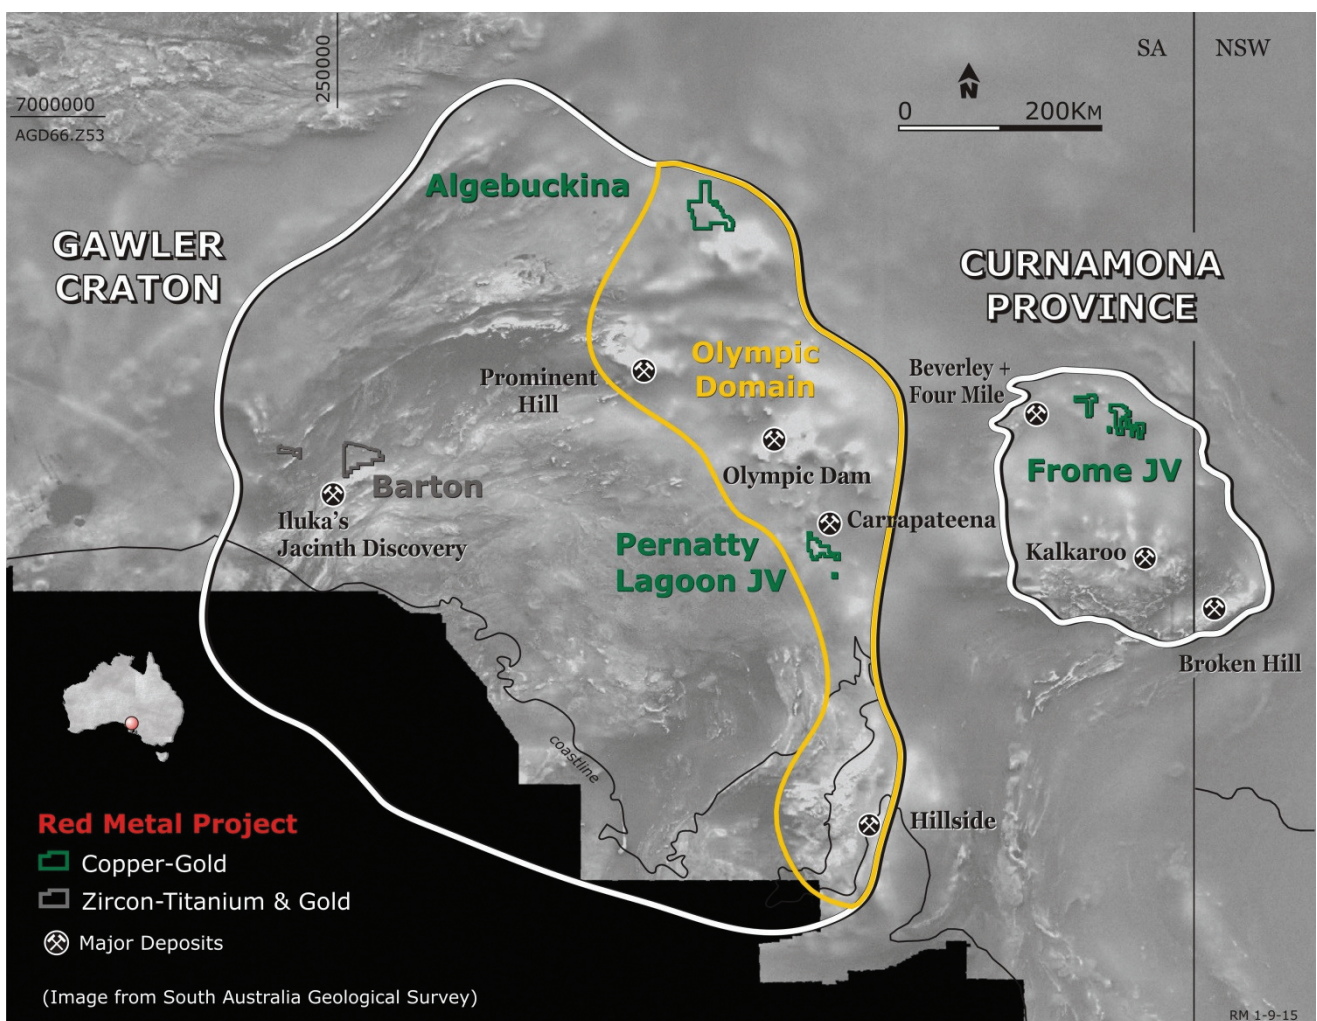 SA
NSW
250000
7000000
AGD66.Z53
N
0 200KM
Algebuckina
GAWLER
CRATON
CURNAMONA
PROVINCE
Olympic
Domain
Prominent
Hill
Beverley +
Four Mile
Frome JV
Olympic Dam
Barton
Iluka's
Jacinth Discovery
Carrapateena
Pernatty
Lagoon JV
Kalkaroo
Broken Hill
coastline
Hillside
Red Metal Project
Copper-Gold
Zircon-Titanium & Gold
Major Deposits
(Image from South Australia Geological Survey)
RM 1-9-15